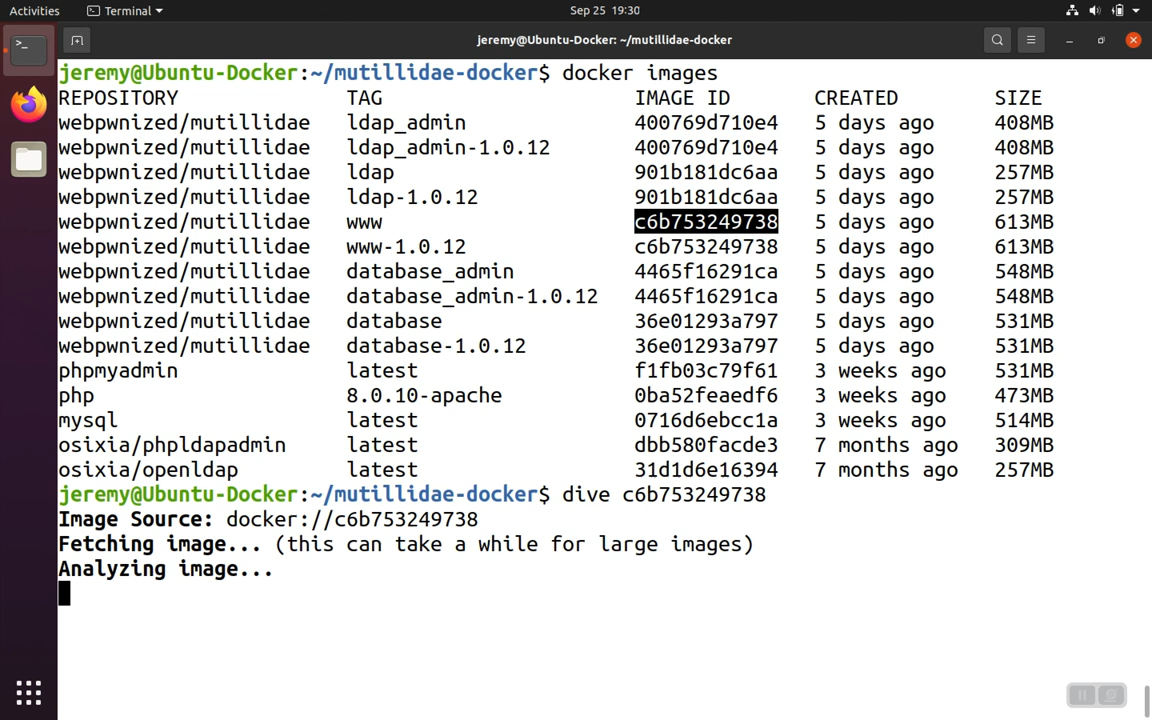 Activities Terminal Sep 25 19:30
jeremy@Ubuntu-Docker: ~/mutillidae-docker
jeremy@Ubuntu-Docker:~/mutillidae-docker$ docker images
REPOSITORY TAG IMAGE ID CREATED SIZE
webpwnized/mutillidae ldap_admin 400769d710e4 5 days ago 408MB
webpwnized/mutillidae ldap_admin-1.0.12 400769d710e4 5 days ago 408MB
webpwnized/mutillidae ldap 901b181dc6aa 5 days ago 257MB
webpwnized/mutillidae ldap-1.0.12 901b181dc6aa 5 days ago 257MB
webpwnized/mutillidae www c6b753249738 5 days ago 613MB
webpwnized/mutillidae www-1.0.12 c6b753249738 5 days ago 613MB
webpwnized/mutillidae database_admin 4465f16291ca 5 days ago 548MB
webpwnized/mutillidae database_admin-1.0.12 4465f16291ca 5 days ago 548MB
webpwnized/mutillidae database 36e01293a797 5 days ago 531MB
webpwnized/mutillidae database-1.0.12 36e01293a797 5 days ago 531MB
phpmyadmin latest f1fb03c79f61 3 weeks ago 531MB
php 8.0.10-apache 0ba52feaedf6 3 weeks ago 473MB
mysql latest 0716d6ebcc1a 3 weeks ago 514MB
osixia/phpldapadmin latest dbb580facde3 7 months ago 309MB
osixia/openldap latest 31d1d6e16394 7 months ago 257MB
jeremy@Ubuntu-Docker:~/mutillidae-docker$ dive c6b753249738
Image Source: docker://c6b753249738
Fetching image... (this can take a while for large images)
Analyzing image...